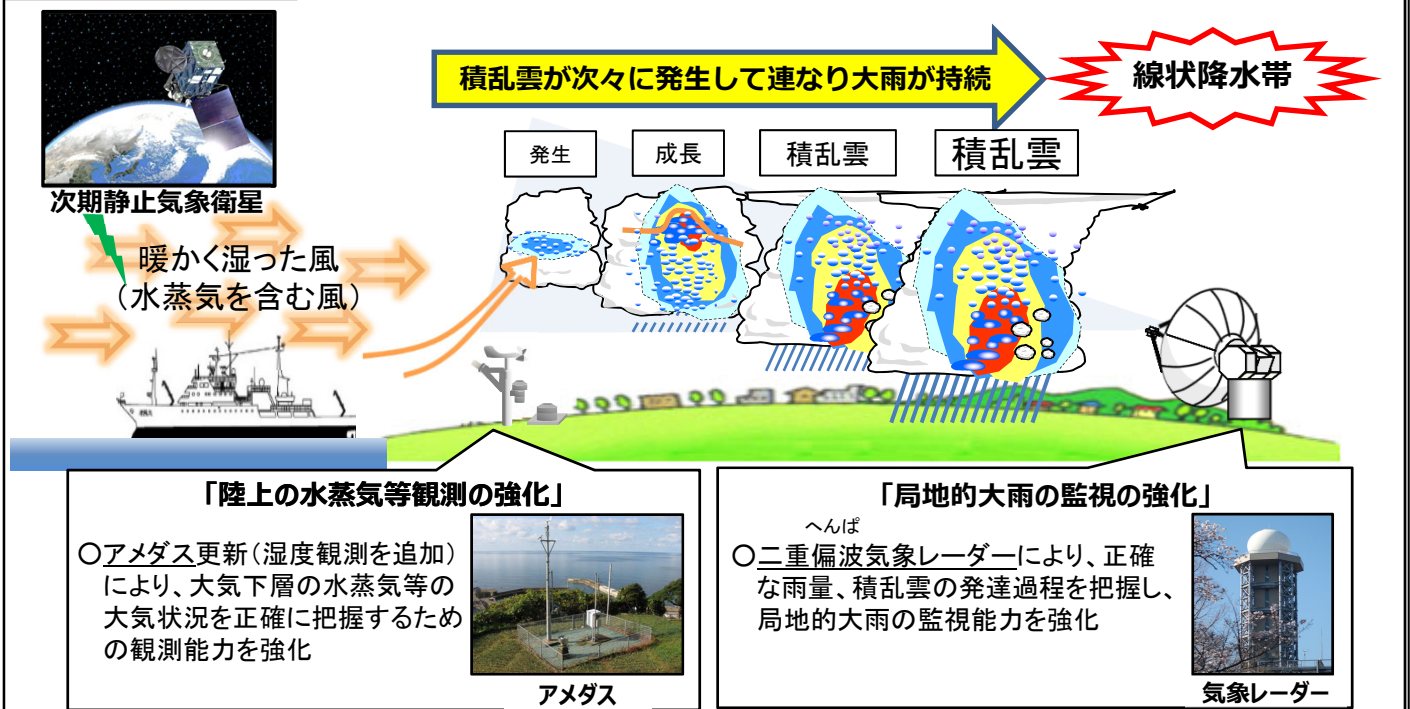 積乱雲が次々に発生して連なり大雨が持続
線状降水帯
発生
成長
積乱雲
積乱雲
次期静止気象衛星
暖かく湿った風
（水蒸気を含む風）
「陸上の水蒸気等観測の強化」
〇アメダス更新（湿度観測を追加）
により、大気下層の水蒸気等の
大気状況を正確に把握するため
の観測能力を強化
アメダス
「局地的大雨の監視の強化」
へんぱ
〇二重偏波気象レーダーにより、正確
な雨量、積乱雲の発達過程を把握し、
局地的大雨の監視能力を強化
気象レーダー